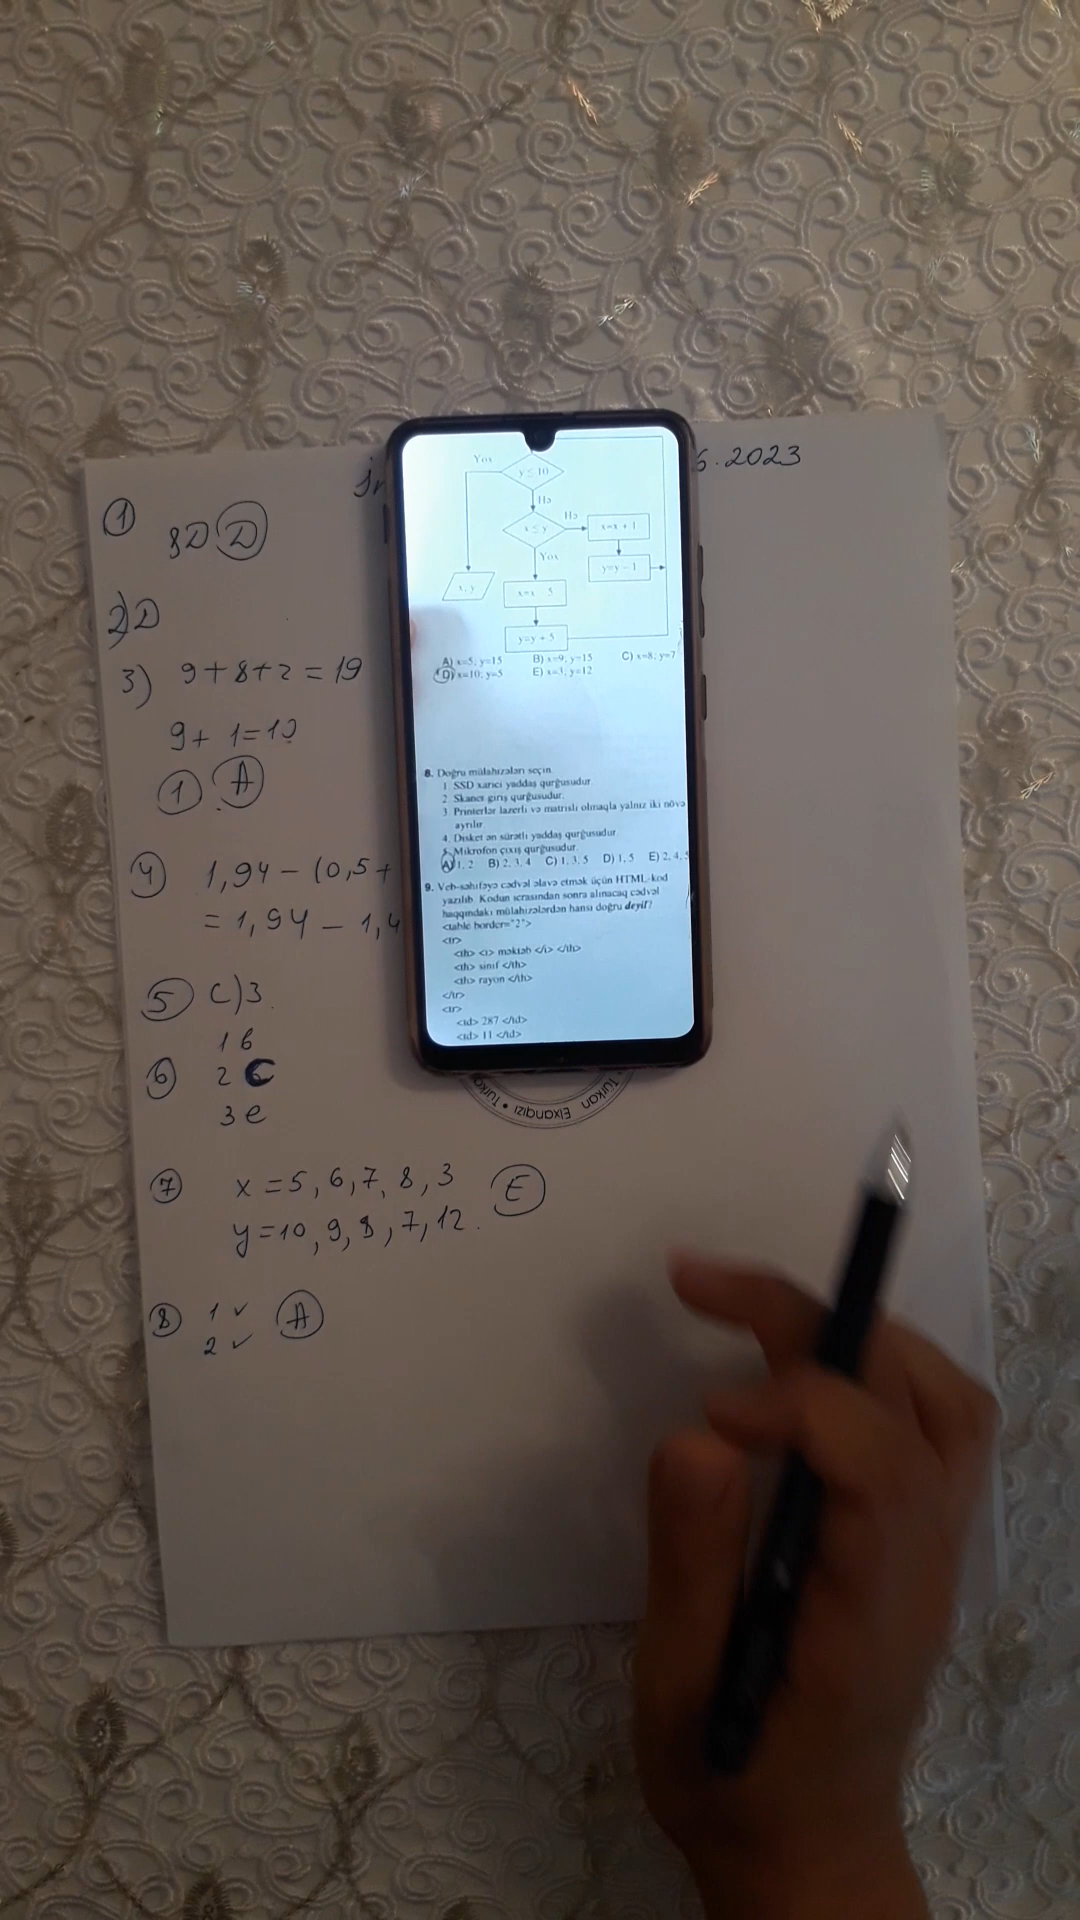 6.2023
① 8D D
2) D
3) 9+8+2=19
9+ 1=10
① A
④ 1,94 – (0,5+
= 1,94 – 1,4
⑤ C) 3
⑥ 1 b
2 C
3 e
⑦ x = 5, 6, 7, 8, 3 E
y = 10, 9, 8, 7, 12.
⑧ 1 ✓ A
2 ✓
Yox
y ≤ 10
Hə
x ≤ y
Hə
x=x + 1
Yox
y=y – 1
x, y
x=x 5
y=y + 5
A) x=5; y=15 B) x=9; y=15 C) x=8; y=7
D) x=10; y=5 E) x=3; y=12
8. Doğru mülahizələri seçin.
1. SSD xarici yaddaş qurğusudur.
2. Skaner giriş qurğusudur.
3. Printerlər lazerli və matrisli olmaqla yalnız iki növə
ayrılır.
4. Disket ən sürətli yaddaş qurğusudur.
5. Mikrofon çıxış qurğusudur.
A) 1, 2 B) 2, 3, 4 C) 1, 3, 5 D) 1, 5 E) 2, 4, 5
9. Veb-səhifəyə cədvəl əlavə etmək üçün HTML-kod
yazılıb. Kodun icrasından sonra alınacaq cədvəl
haqqındakı mülahizələrdən hansı doğru deyil?
<table border="2">
<tr>
<th> <i> məktəb </i> </th>
<th> sinif </th>
<th> rayon </th>
</tr>
<tr>
<td> 287 </td>
<td> 11 </td>
Türkan Elxanqızı